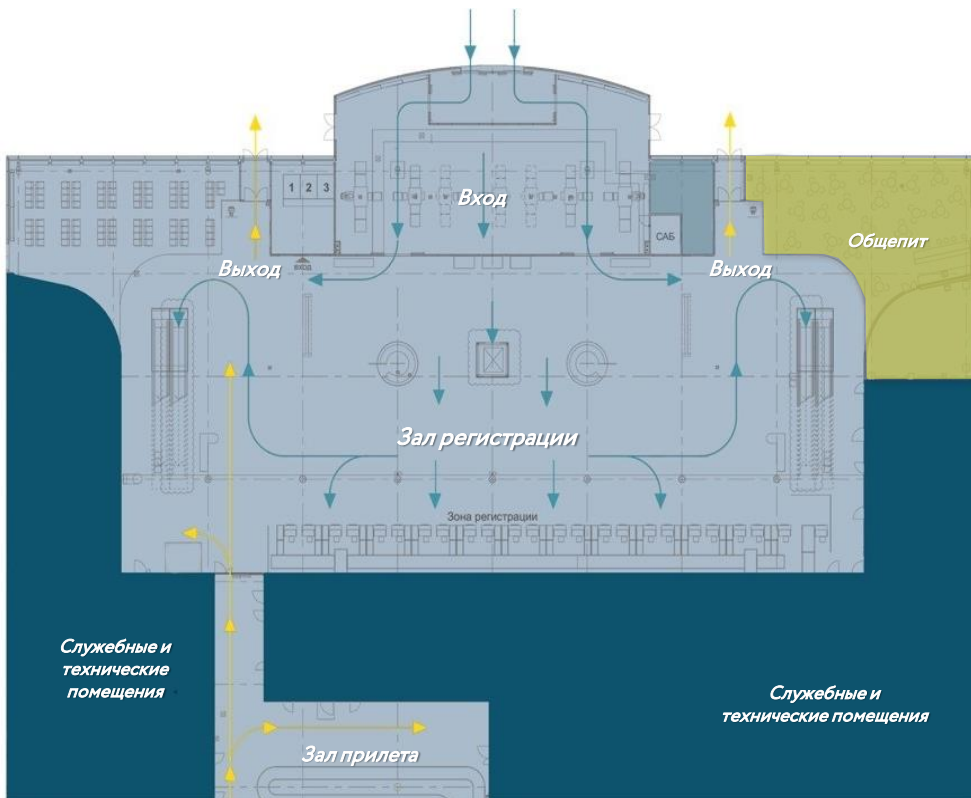 1 2 3
Вход
САБ
Общепит
Выход
ВХОД
Выход
Зал регистрации
Зона регистрации
Служебные и
технические
помещения
Служебные и
технические помещения
Зал прилета